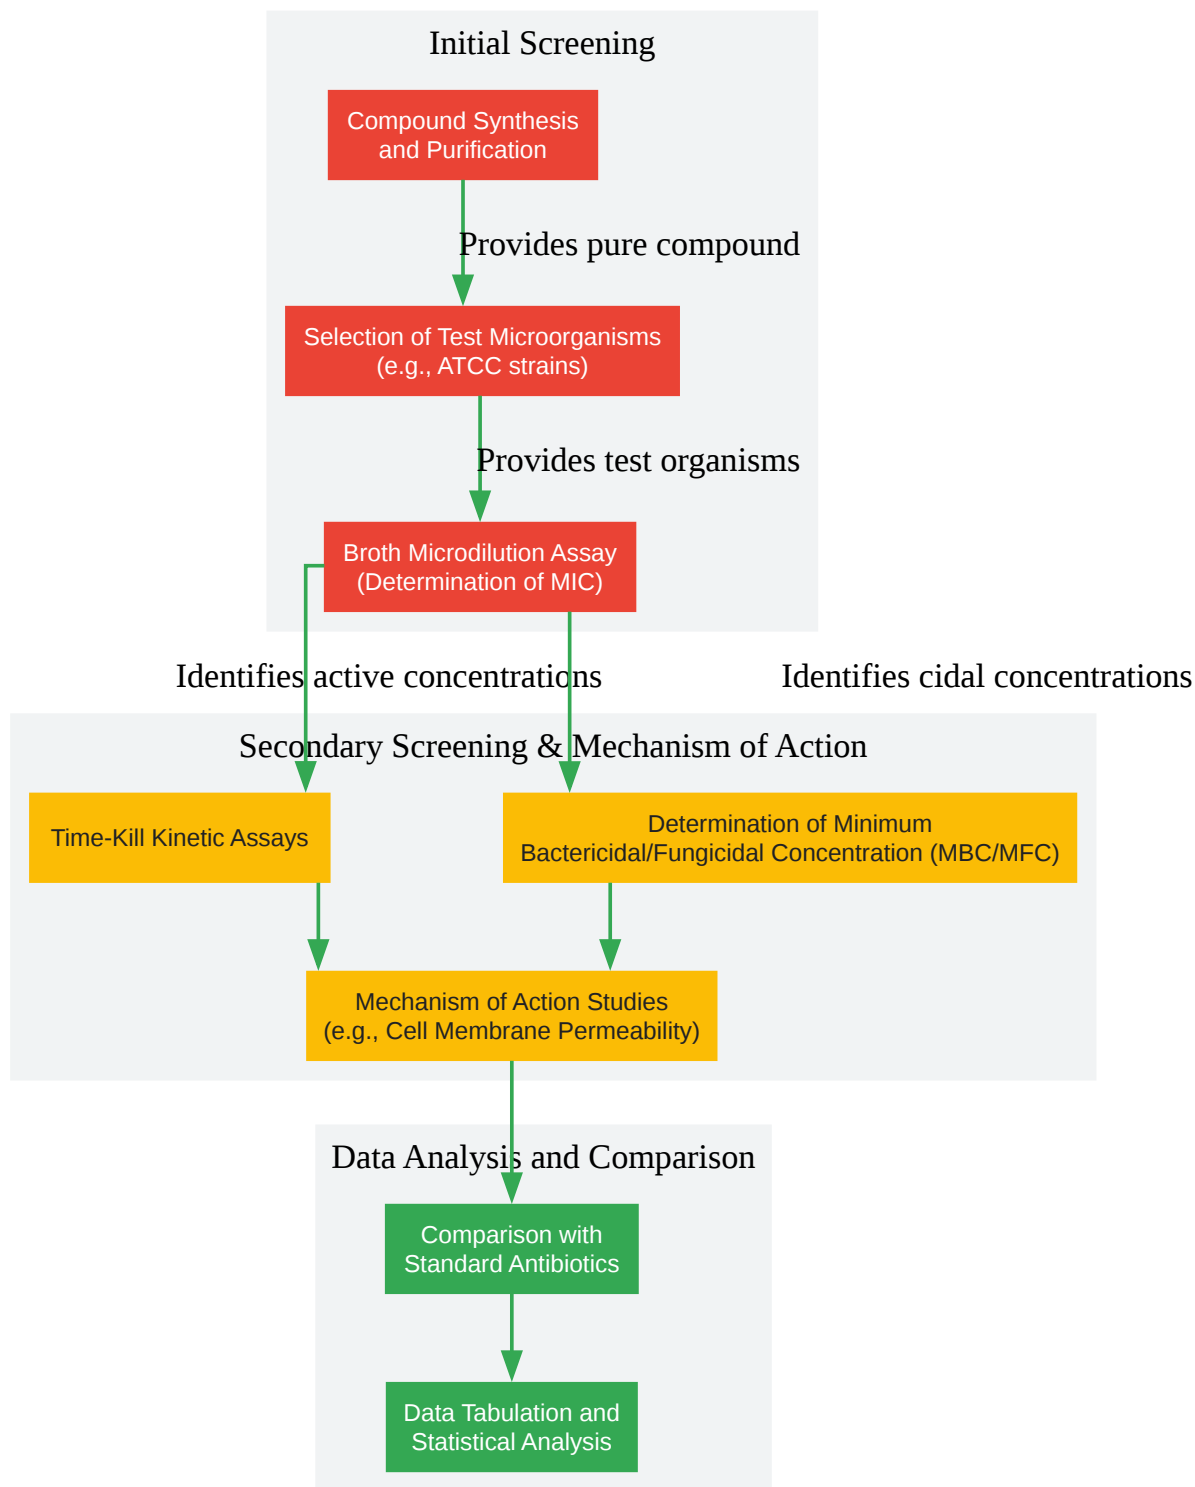 Initial Screening
Compound Synthesis
and Purification
Provides pure compound
Selection of Test Microorganisms
(e.g., ATCC strains)
Provides test organisms
Broth Microdilution Assay
(Determination of MIC)
Identifies active concentrations
Identifies cidal concentrations
Secondary Screening & Mechanism of Action
Time-Kill Kinetic Assays
Determination of Minimum
Bactericidal/Fungicidal Concentration (MBC/MFC)
Mechanism of Action Studies
(e.g., Cell Membrane Permeability)
Data Analysis and Comparison
Comparison with
Standard Antibiotics
Data Tabulation and
Statistical Analysis